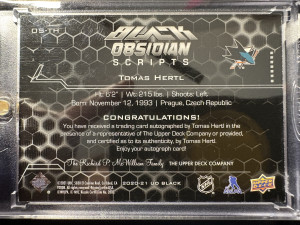 OS-TH
BLACK
OBSIDIAN
SCRIPTS
TOMAS HERTL
Ht: 6'2" | Wt: 215 lbs. | Shoots: Left
Born: November 12, 1993 | Prague, Czech Republic
CONGRATULATIONS!
You have received a trading card autographed by Tomas Hertl in the
presence of a representative of The Upper Deck Company or provided,
and certified as to its authenticity, by Tomas Hertl.
Enjoy your autograph card!
The Richard P. McWilliam Family. THE UPPER DECK COMPANY
2020-21 UD BLACK
NHL
UPPER DECK